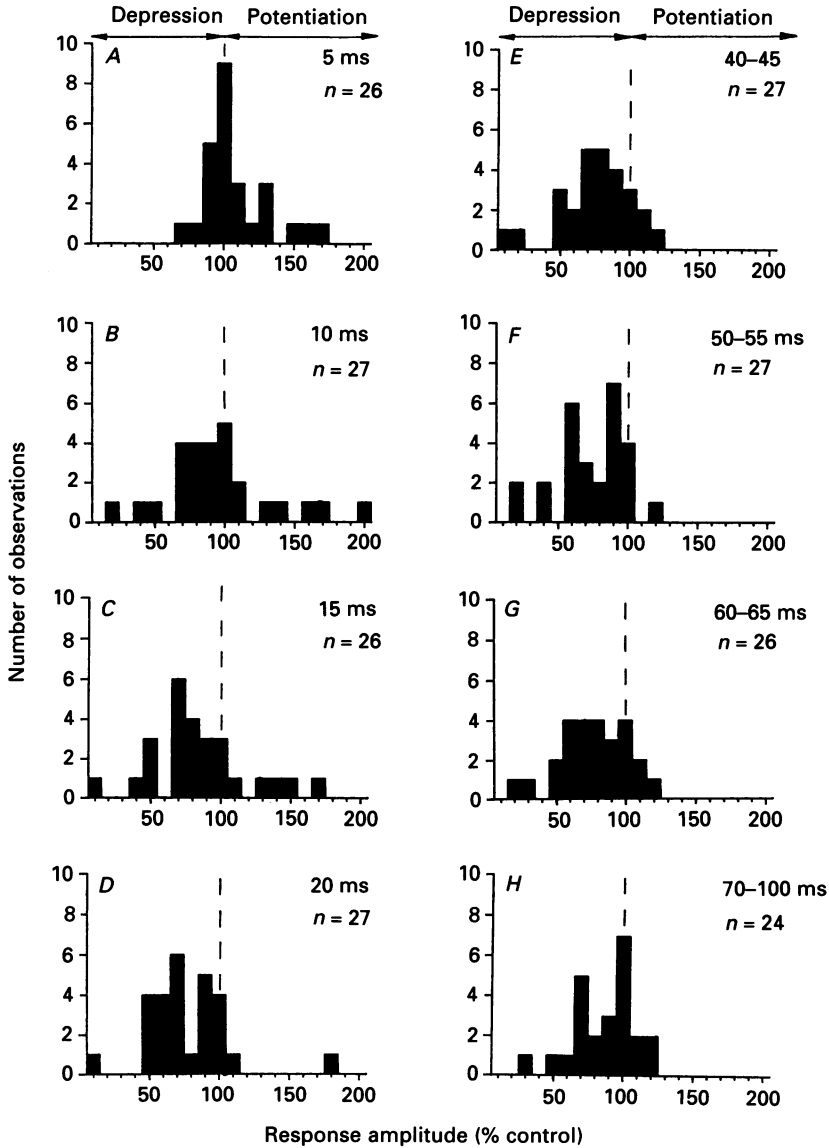 Depression Potentiation
Depression Potentiation
A 5 ms
n = 26
10
8
6
4
2
0
50 100 150 200
E 40–45
n = 27
10
8
6
4
2
0
50 100 150 200
B 10 ms
n = 27
10
8
6
4
2
0
50 100 150 200
F 50–55 ms
n = 27
10
8
6
4
2
0
50 100 150 200
Number of observations
C 15 ms
n = 26
10
8
6
4
2
0
50 100 150 200
G 60–65 ms
n = 26
10
8
6
4
2
0
50 100 150 200
D 20 ms
n = 27
10
8
6
4
2
0
50 100 150 200
H 70–100 ms
n = 24
10
8
6
4
2
0
50 100 150 200
Response amplitude (% control)